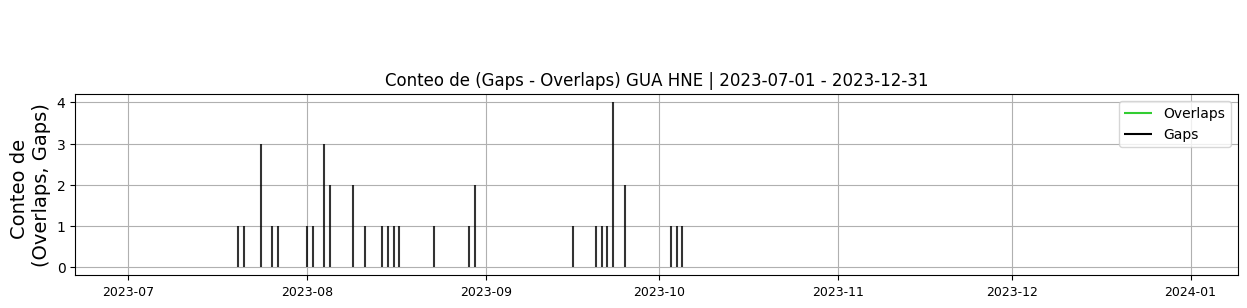 Conteo de (Gaps - Overlaps) GUA HNE | 2023-07-01 - 2023-12-31
Conteo de
(Overlaps, Gaps)
4
3
2
1
0
Overlaps
Gaps
2023-07 2023-08 2023-09 2023-10 2023-11 2023-12 2024-01